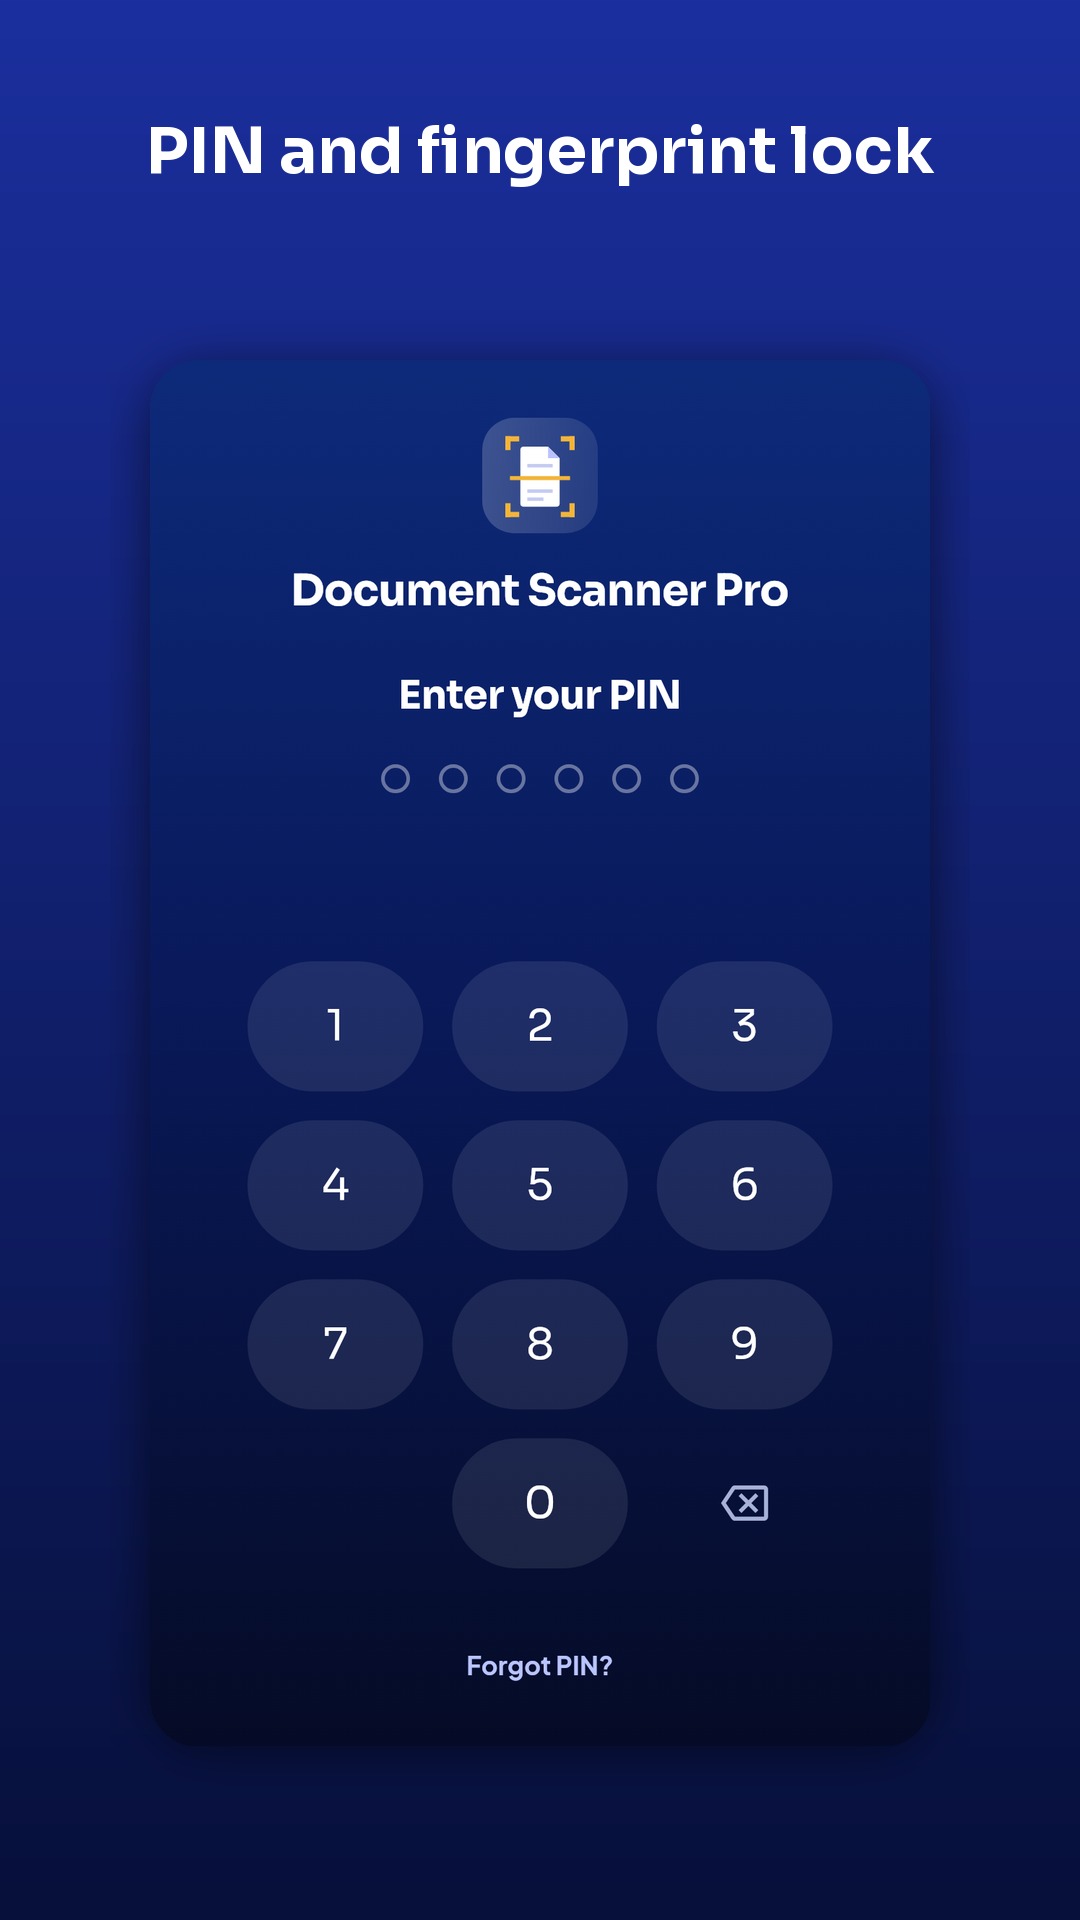 PIN and fingerprint lock
Document Scanner Pro
Enter your PIN
1 2 3
4 5 6
7 8 9
0
Forgot PIN?